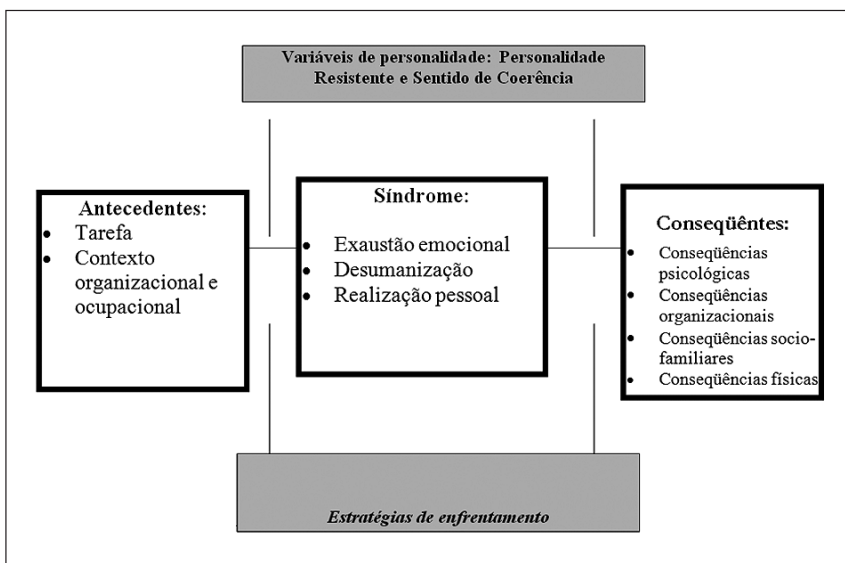 Variáveis de personalidade: Personalidade
Resistente e Sentido de Coerência
Antecedentes:
• Tarefa
• Contexto
organizacional e
ocupacional
Síndrome:
• Exaustão emocional
• Desumanização
• Realização pessoal
Conseqüêntes:
• Conseqüências
psicológicas
• Conseqüências
organizacionais
• Conseqüências socio-
familiares
• Conseqüências físicas
Estratégias de enfrentamento